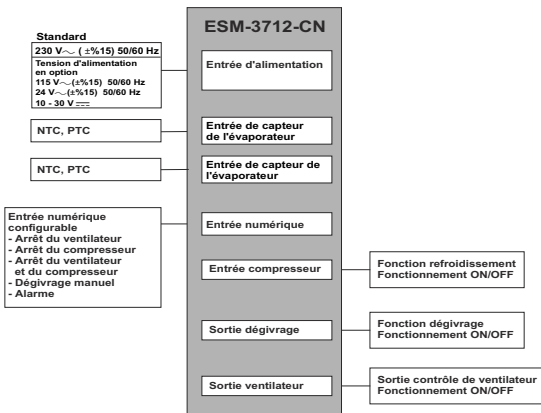 ESM-3712-CN
Standard
230 V～ ( ±%15) 50/60 Hz
Tension d'alimentation
en option
115 V～(±%15) 50/60 Hz
24 V～(±%15) 50/60 Hz
10 - 30 V ⎓
Entrée d'alimentation
NTC, PTC
Entrée de capteur
de l'évaporateur
NTC, PTC
Entrée de capteur de
l'évaporateur
Entrée numérique
configurable
- Arrêt du ventilateur
- Arrêt du compresseur
- Arrêt du ventilateur
et du compresseur
- Dégivrage manuel
- Alarme
Entrée numérique
Entrée compresseur
Fonction refroidissement
Fonctionnement ON/OFF
Sortie dégivrage
Fonction dégivrage
Fonctionnement ON/OFF
Sortie ventilateur
Sortie contrôle de ventilateur
Fonctionnement ON/OFF